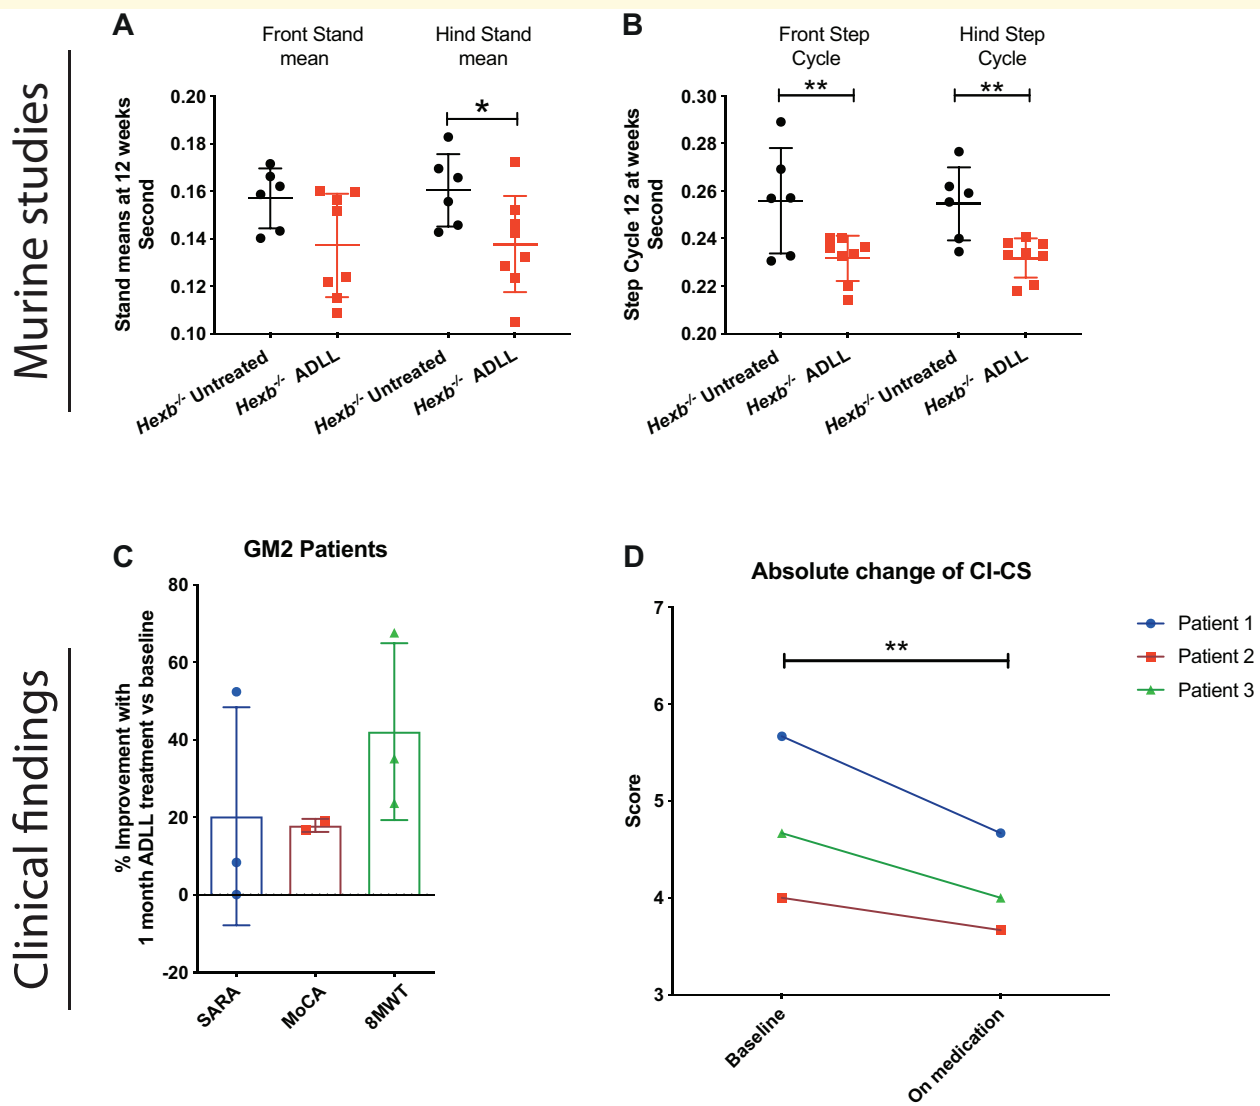 Murine studies
A
Front Stand
mean
Hind Stand
mean
*
Stand means at 12 weeks
Second
0.20
0.18
0.16
0.14
0.12
0.10
Hexb-/- Untreated
Hexb-/- ADLL
Hexb-/- Untreated
Hexb-/- ADLL
B
Front Step
Cycle
Hind Step
Cycle
**
**
Step Cycle 12 at weeks
Second
0.30
0.28
0.26
0.24
0.22
0.20
Hexb-/- Untreated
Hexb-/- ADLL
Hexb-/- Untreated
Hexb-/- ADLL
Clinical findings
C
GM2 Patients
% Improvement with
1 month ADLL treatment vs baseline
80
60
40
20
0
-20
SARA
MoCA
8MWT
D
Absolute change of CI-CS
**
Score
7
6
5
4
3
Baseline
On medication
Patient 1
Patient 2
Patient 3